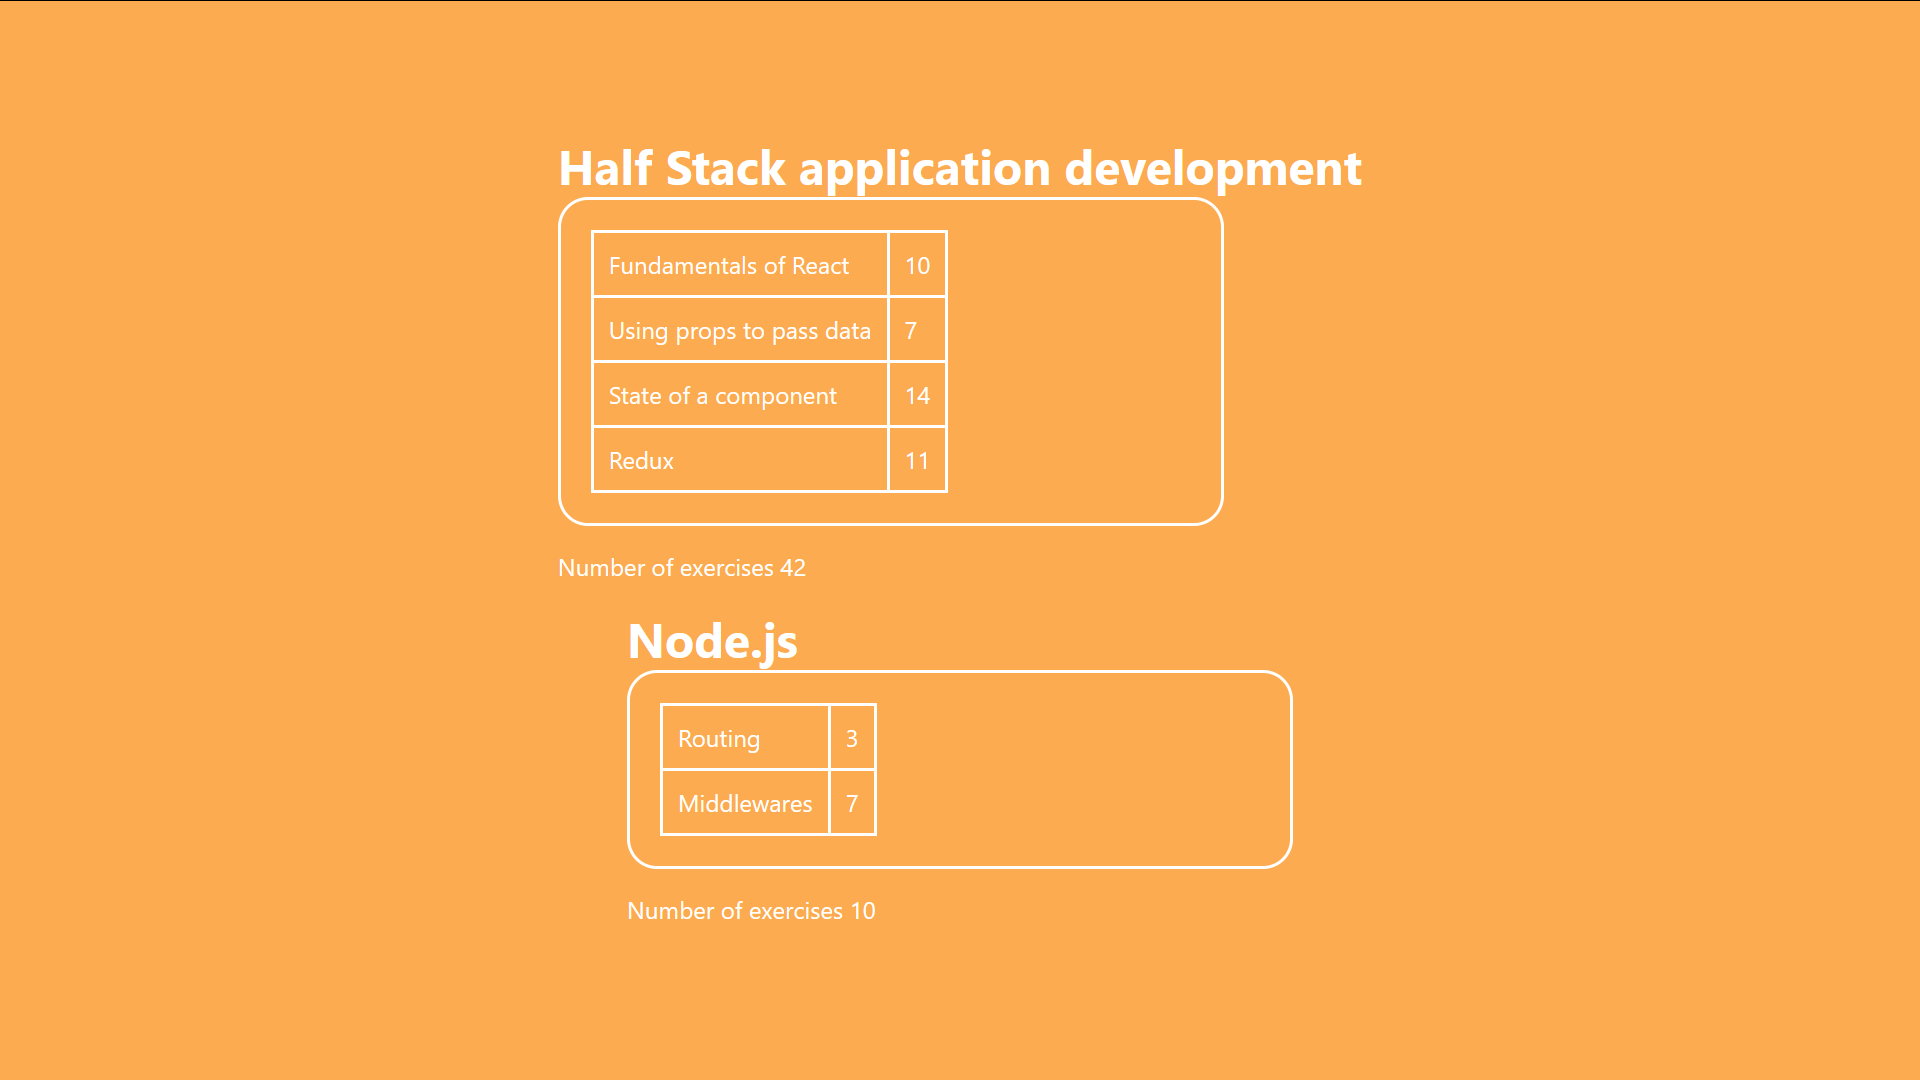 Half Stack application development
Fundamentals of React 10
Using props to pass data 7
State of a component 14
Redux 11
Number of exercises 42
Node.js
Routing 3
Middlewares 7
Number of exercises 10